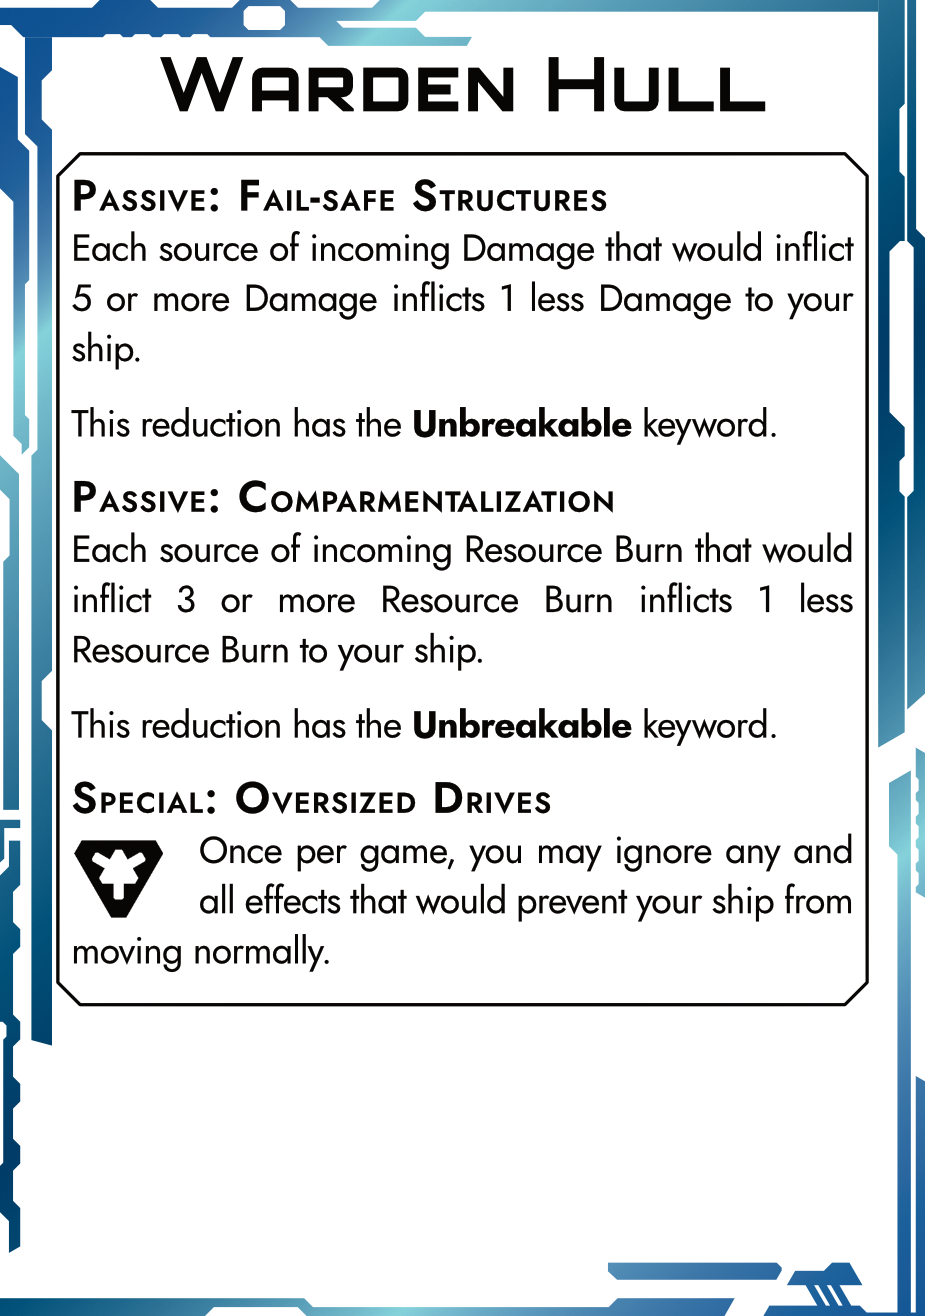 Warden Hull
Passive: Fail-safe Structures
Each source of incoming Damage that would inflict
5 or more Damage inflicts 1 less Damage to your
ship.
This reduction has the Unbreakable keyword.
Passive: Comparmentalization
Each source of incoming Resource Burn that would
inflict 3 or more Resource Burn inflicts 1 less
Resource Burn to your ship.
This reduction has the Unbreakable keyword.
Special: Oversized Drives
Once per game, you may ignore any and
all effects that would prevent your ship from
moving normally.